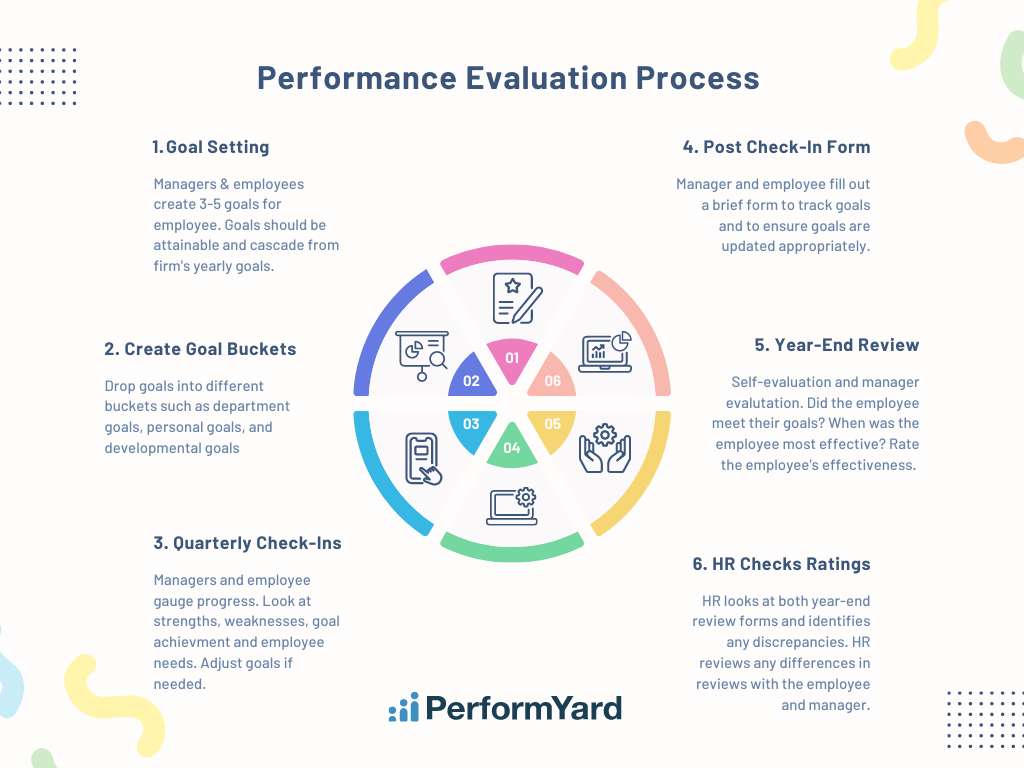 Performance Evaluation Process
1. Goal Setting
Managers & employees
create 3-5 goals for
employee. Goals should be
attainable and cascade from
firm's yearly goals.
2. Create Goal Buckets
Drop goals into different
buckets such as department
goals, personal goals, and
developmental goals
3. Quarterly Check-Ins
Managers and employee
gauge progress. Look at
strengths, weaknesses, goal
achievment and employee
needs. Adjust goals if
needed.
01
02
06
03
05
04
4. Post Check-In Form
Manager and employee fill out
a brief form to track goals
and to ensure goals are
updated appropriately.
5. Year-End Review
Self-evaluation and manager
evalutation. Did the employee
meet their goals? When was the
employee most effective? Rate
the employee's effectiveness.
6. HR Checks Ratings
HR looks at both year-end
review forms and identifies
any discrepancies. HR
reviews any differences in
reviews with the employee
and manager.
PerformYard